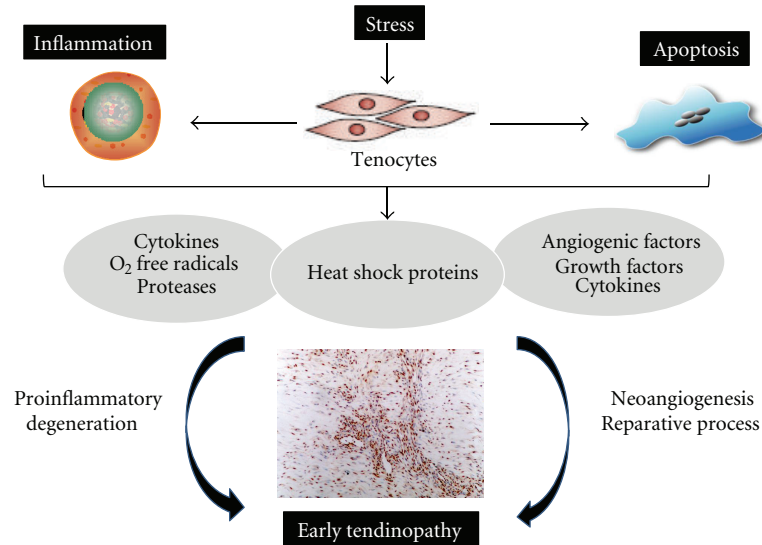 Stress
Inflammation
Apoptosis
Tenocytes
Cytokines
O₂ free radicals
Proteases
Heat shock proteins
Angiogenic factors
Growth factors
Cytokines
Proinflammatory
degeneration
Neoangiogenesis
Reparative process
Early tendinopathy